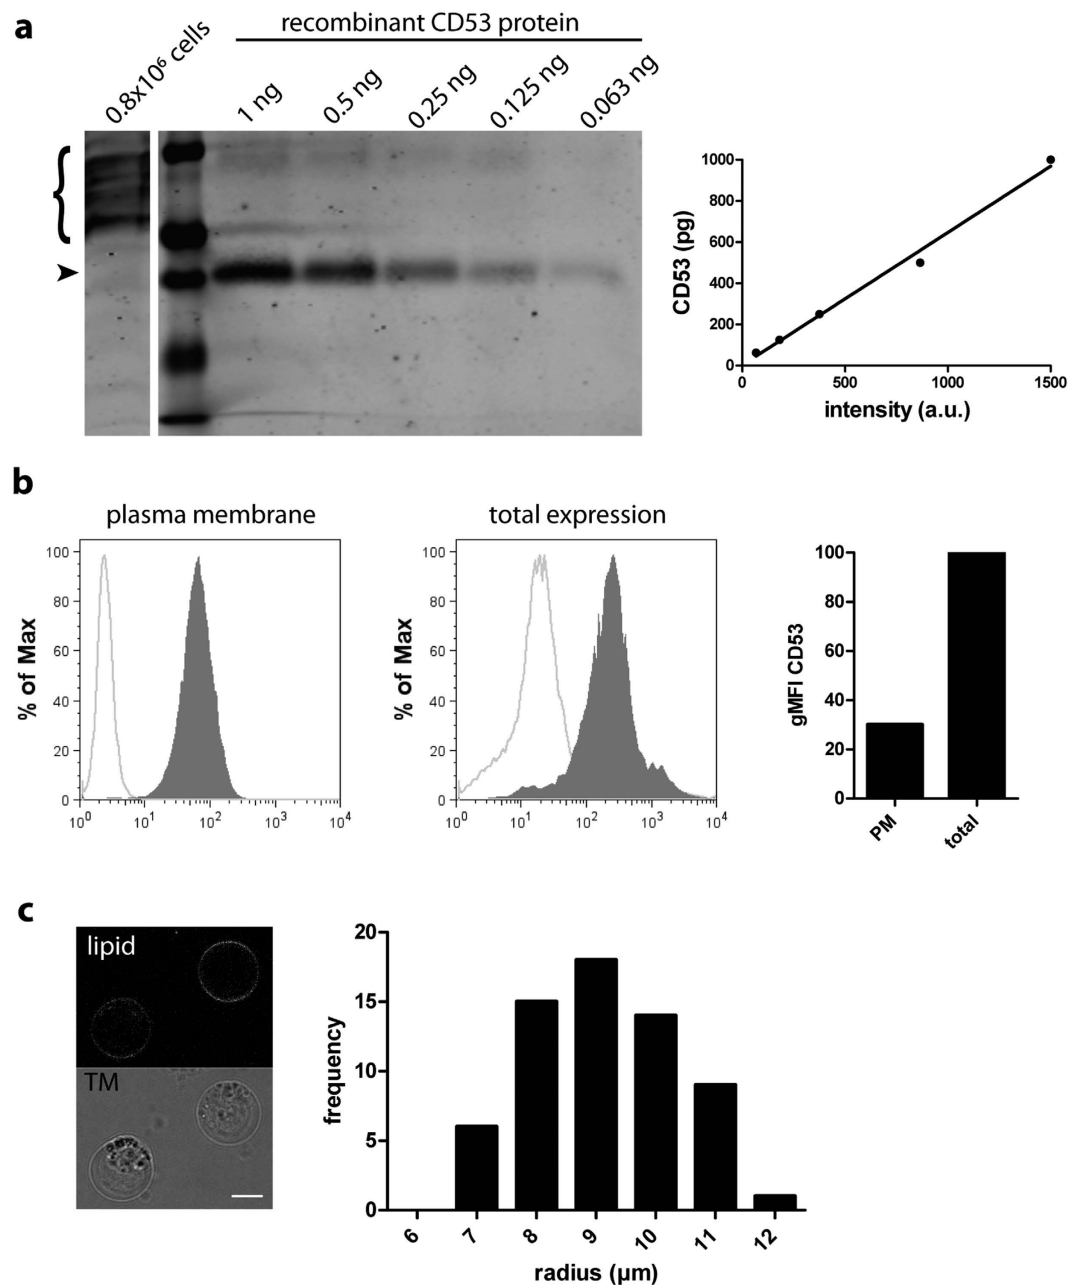 a
recombinant CD53 protein
0.8x10⁶ cells
1 ng
0.5 ng
0.25 ng
0.125 ng
0.063 ng
{
CD53 (pg)
1000
800
600
400
200
0
0 500 1000 1500
intensity (a.u.)
b
plasma membrane
% of Max
100
80
60
40
20
0
10⁰ 10¹ 10² 10³ 10⁴
total expression
% of Max
100
80
60
40
20
0
10⁰ 10¹ 10² 10³ 10⁴
gMFI CD53
100
80
60
40
20
0
PM total
c
lipid
TM
frequency
20
15
10
5
0
6 7 8 9 10 11 12
radius (µm)